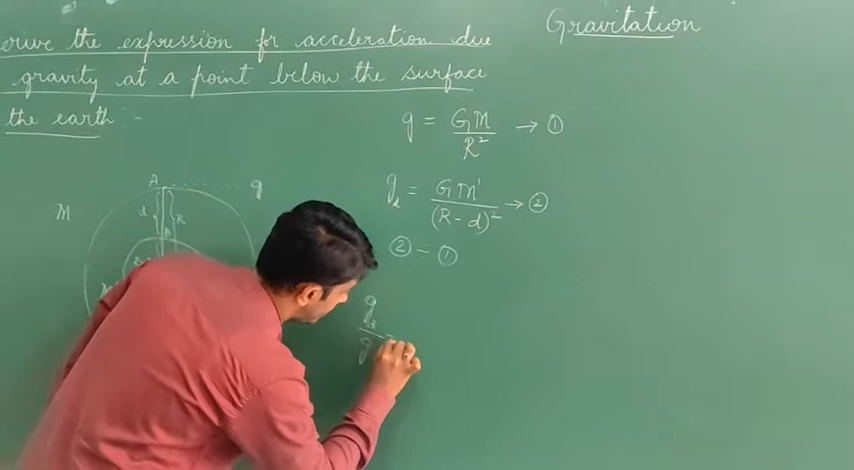 Gravitation
erive the expression for acceleration due
gravity at a point below the surface
the earth :-
g = GM / R² → ①
g_d = GM' / (R - d)² → ②
② ÷ ①
g_d / g =
A g
M d R